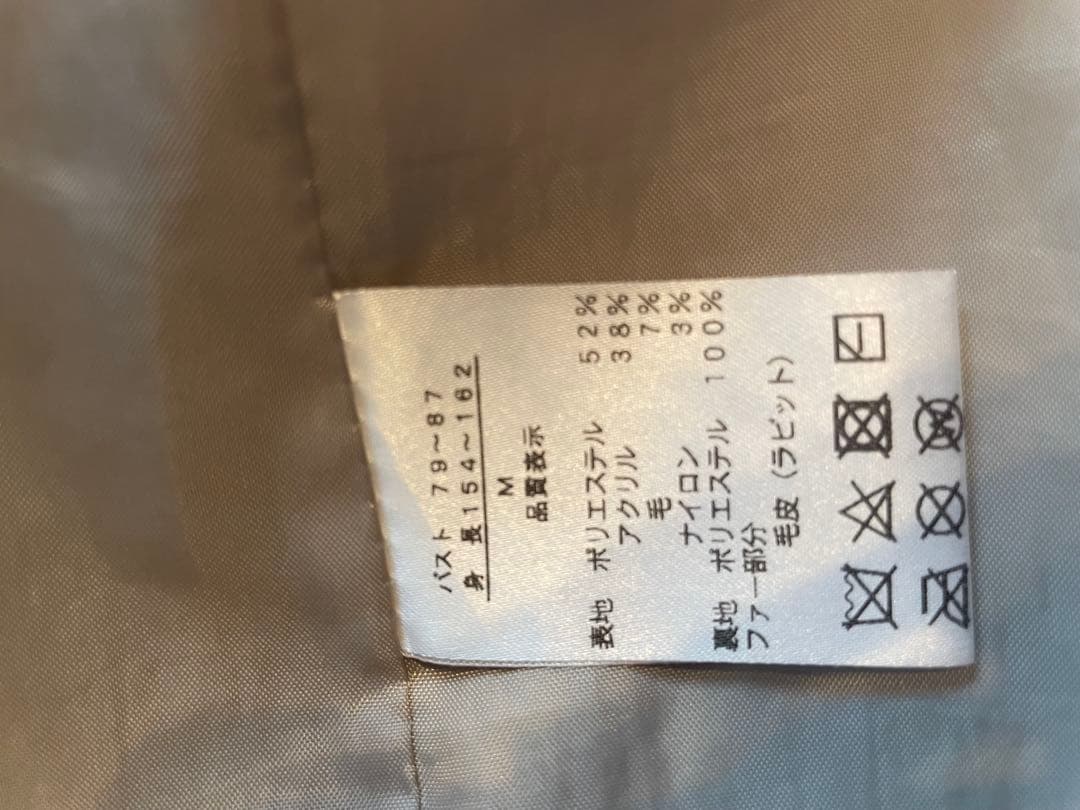 バスト 79～87
身 長154～162
M
品質表示
表地 ポリエステル 52%
アクリル 38%
毛 7%
ナイロン 3%
裏地 ポリエステル 100%
ファー部分
毛皮（ラビット）
W